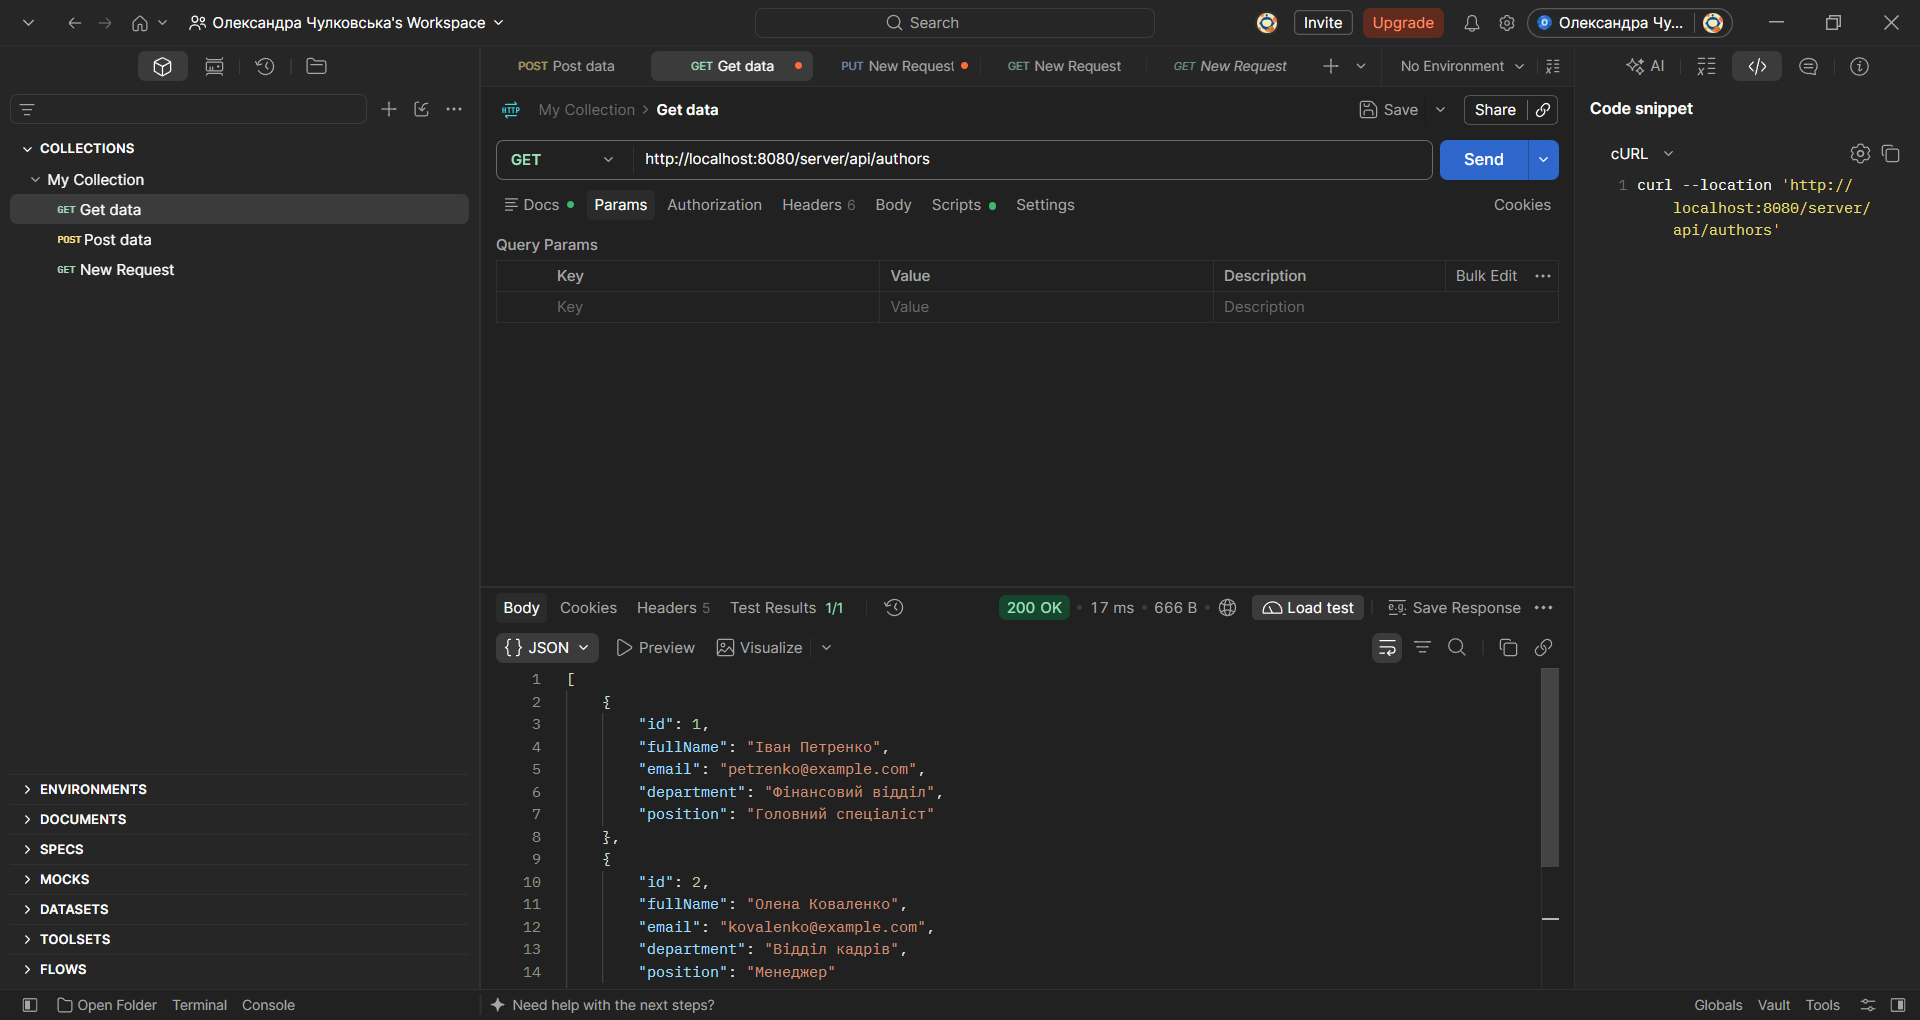 Олександра Чулковська's Workspace
Search
Invite
Upgrade
Олександра Чу...
POST Post data
GET Get data
PUT New Request
GET New Request
GET New Request
No Environment
AI
My Collection > Get data
Save
Share
Code snippet
COLLECTIONS
My Collection
GET Get data
POST Post data
GET New Request
GET
http://localhost:8080/server/api/authors
Send
cURL
1 curl --location 'http://
localhost:8080/server/
api/authors'
Docs
Params
Authorization
Headers 6
Body
Scripts
Settings
Cookies
Query Params
Key Value Description Bulk Edit
Key Value Description
Body
Cookies
Headers 5
Test Results 1/1
200 OK
17 ms
666 B
Load test
e.g. Save Response
{} JSON
Preview
Visualize
1 [
2 {
3 "id": 1,
4 "fullName": "Іван Петренко",
5 "email": "petrenko@example.com",
6 "department": "Фінансовий відділ",
7 "position": "Головний спеціаліст"
8 },
9 {
10 "id": 2,
11 "fullName": "Олена Коваленко",
12 "email": "kovalenko@example.com",
13 "department": "Відділ кадрів",
14 "position": "Менеджер"
ENVIRONMENTS
DOCUMENTS
SPECS
MOCKS
DATASETS
TOOLSETS
FLOWS
Open Folder
Terminal
Console
Need help with the next steps?
Globals
Vault
Tools